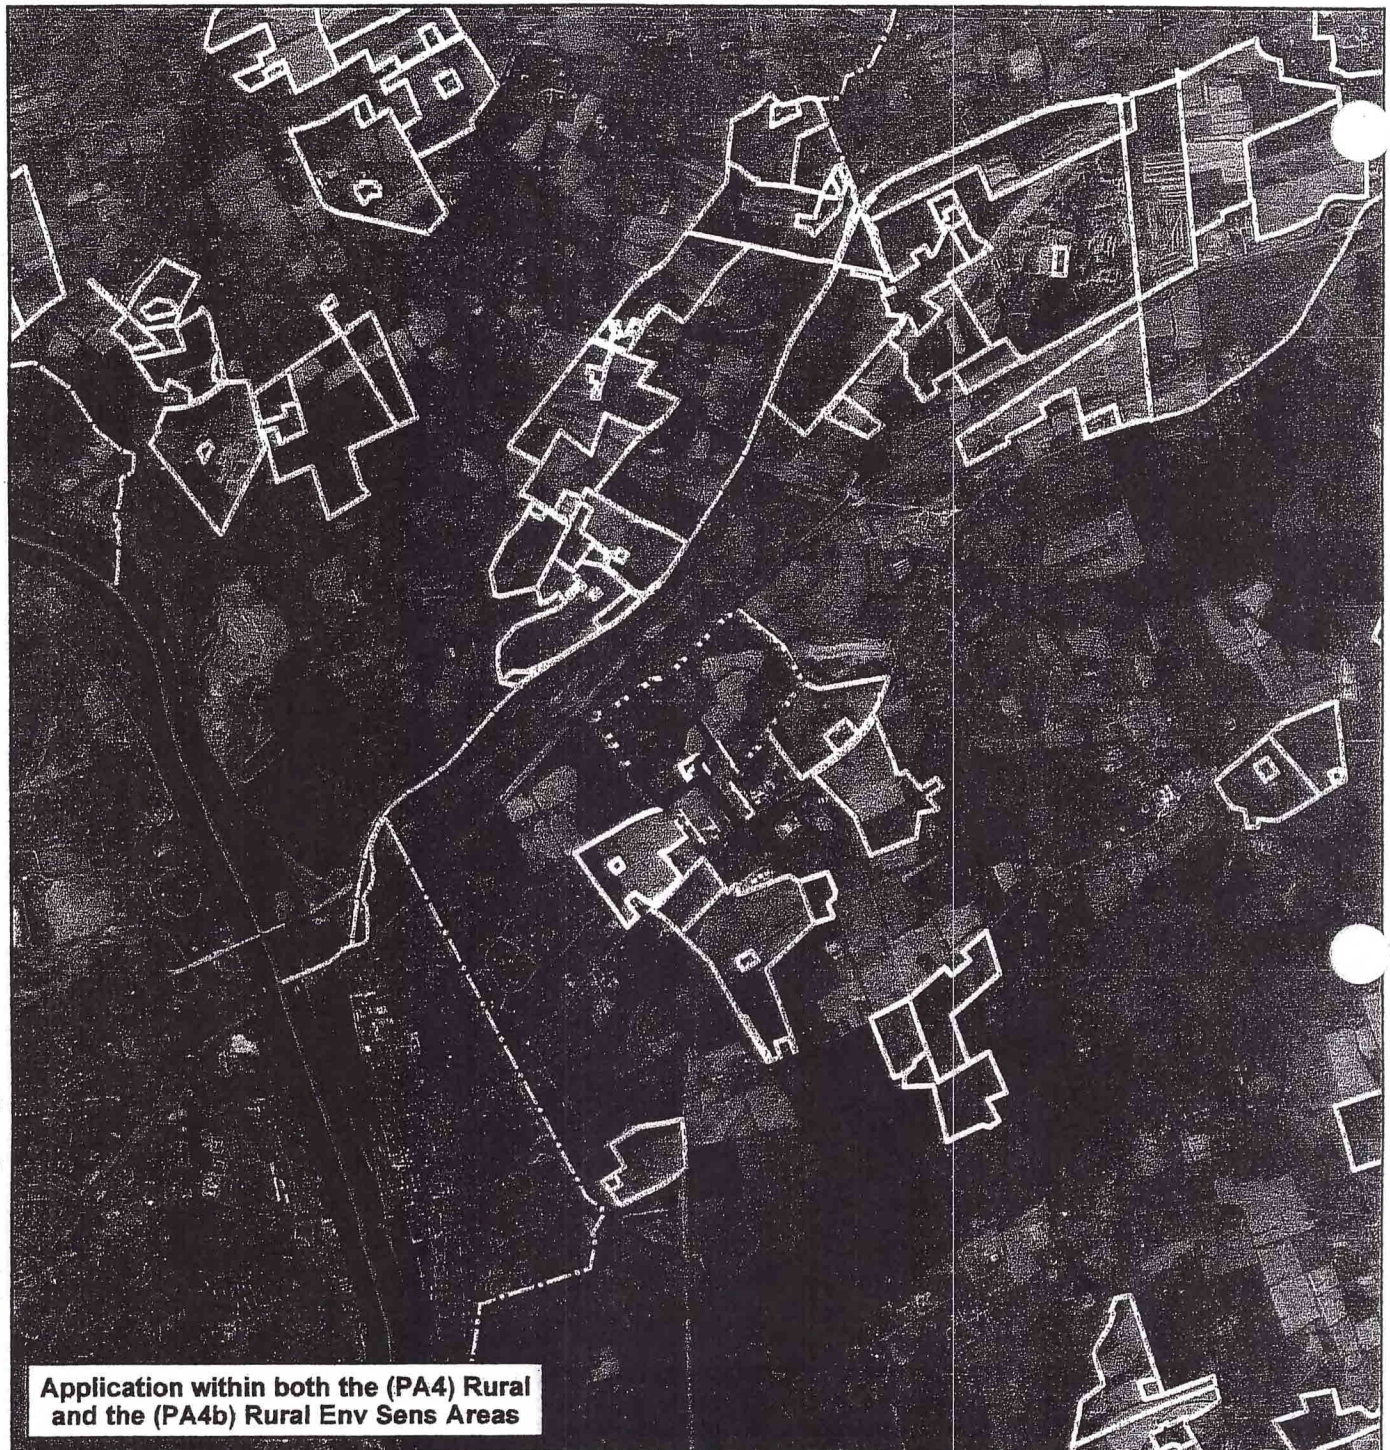 Application within both the (PA4) Rural
and the (PA4b) Rural Env Sens Areas